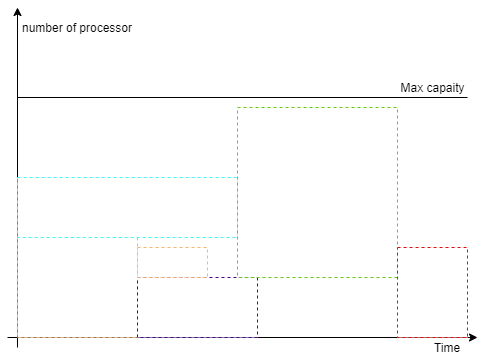 number of processor
Max capaity
Time